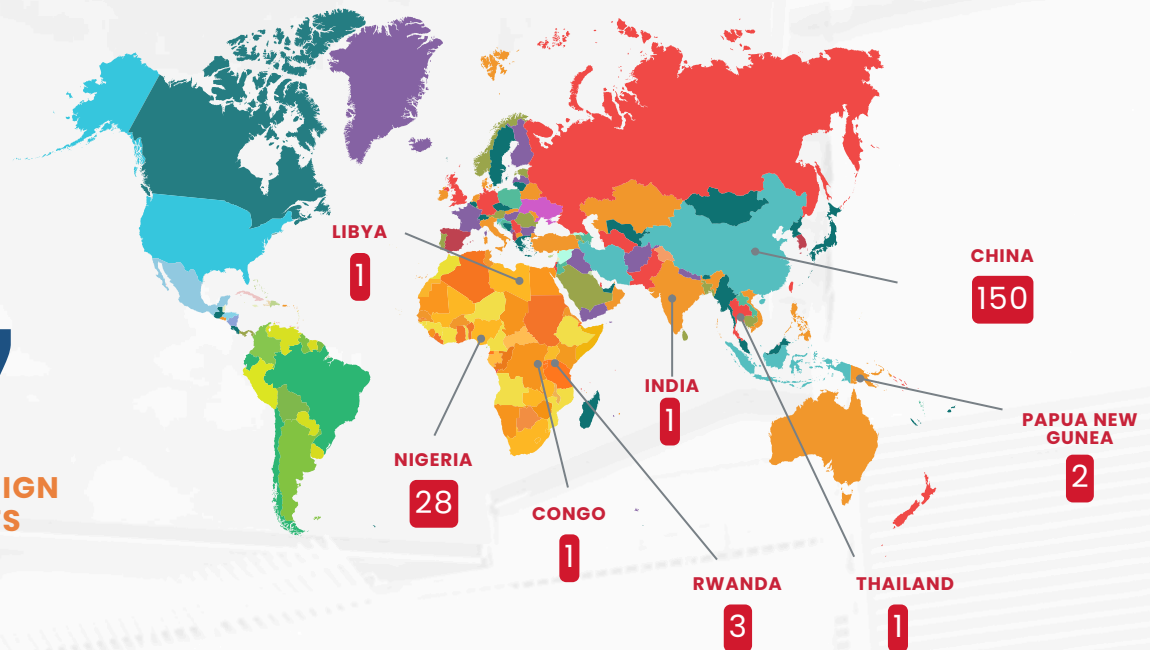 LIBYA
1
CHINA
150
INDIA
1
PAPUA NEW
GUNEA
2
NIGERIA
28
IGN
CONGO
1
RWANDA
3
THAILAND
1